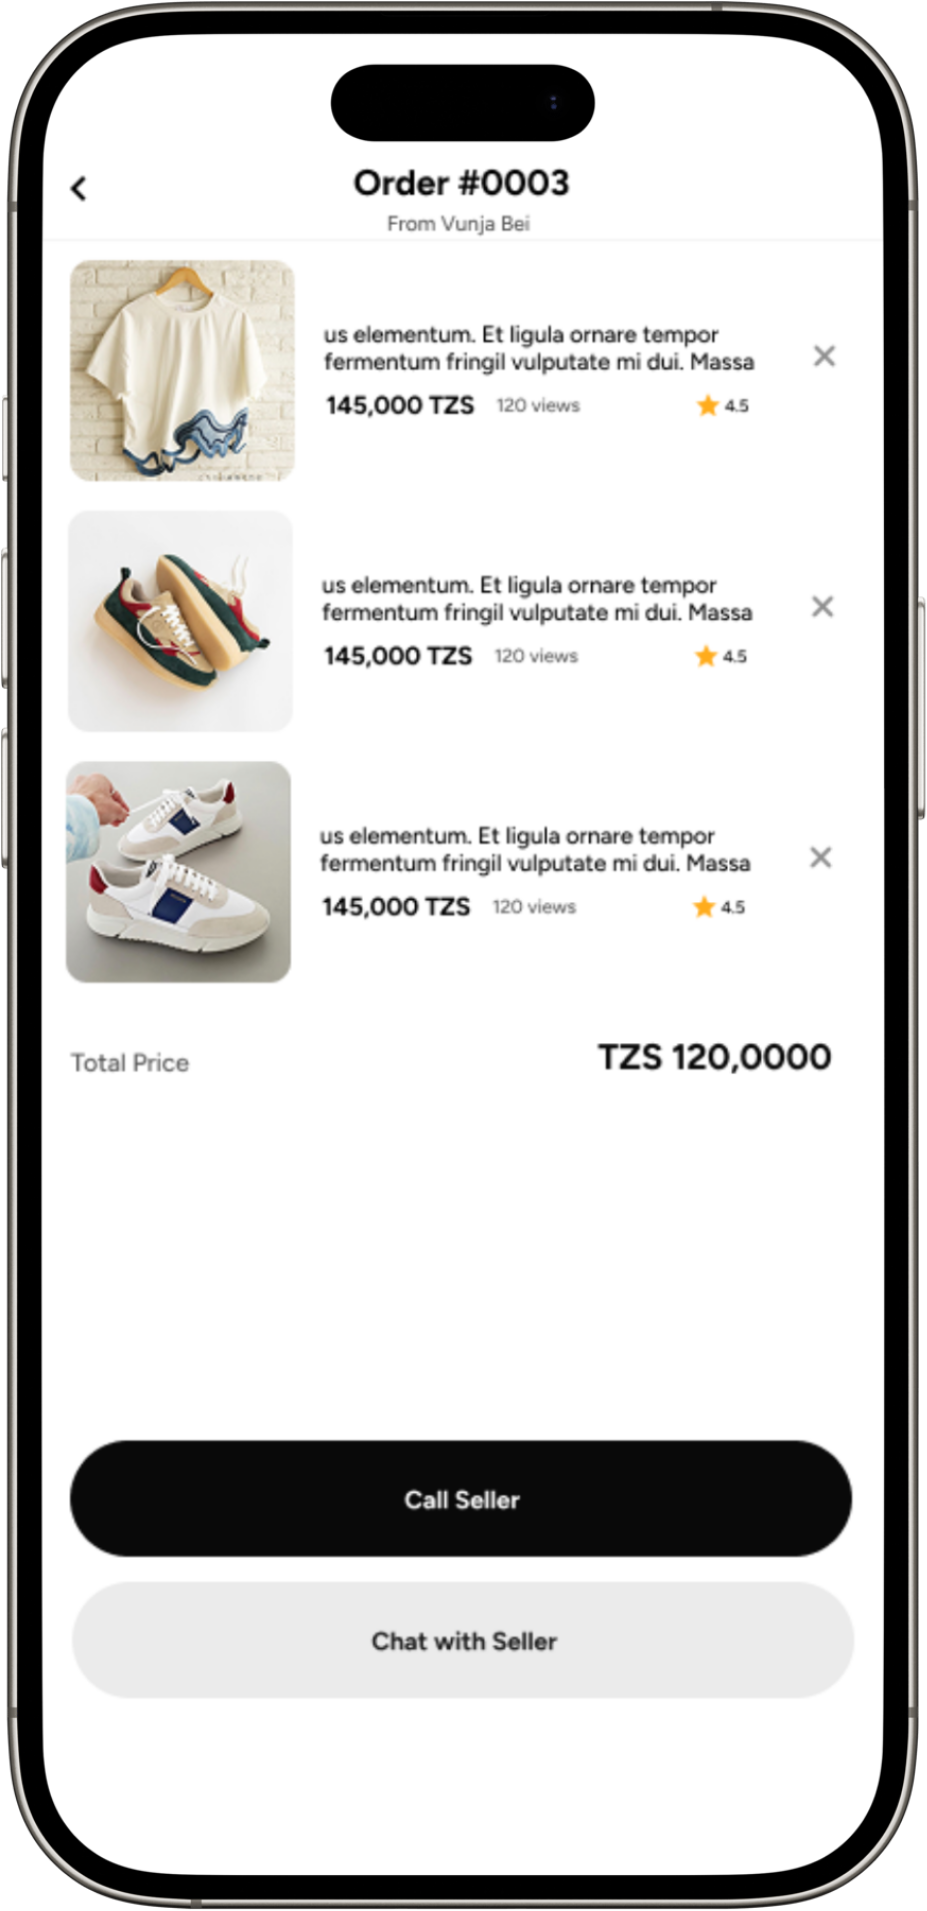 Order #0003
From Vunja Bei
us elementum. Et ligula ornare tempor
fermentum fringil vulputate mi dui. Massa
145,000 TZS 120 views 4.5
us elementum. Et ligula ornare tempor
fermentum fringil vulputate mi dui. Massa
145,000 TZS 120 views 4.5
us elementum. Et ligula ornare tempor
fermentum fringil vulputate mi dui. Massa
145,000 TZS 120 views 4.5
Total Price TZS 120,0000
Call Seller
Chat with Seller